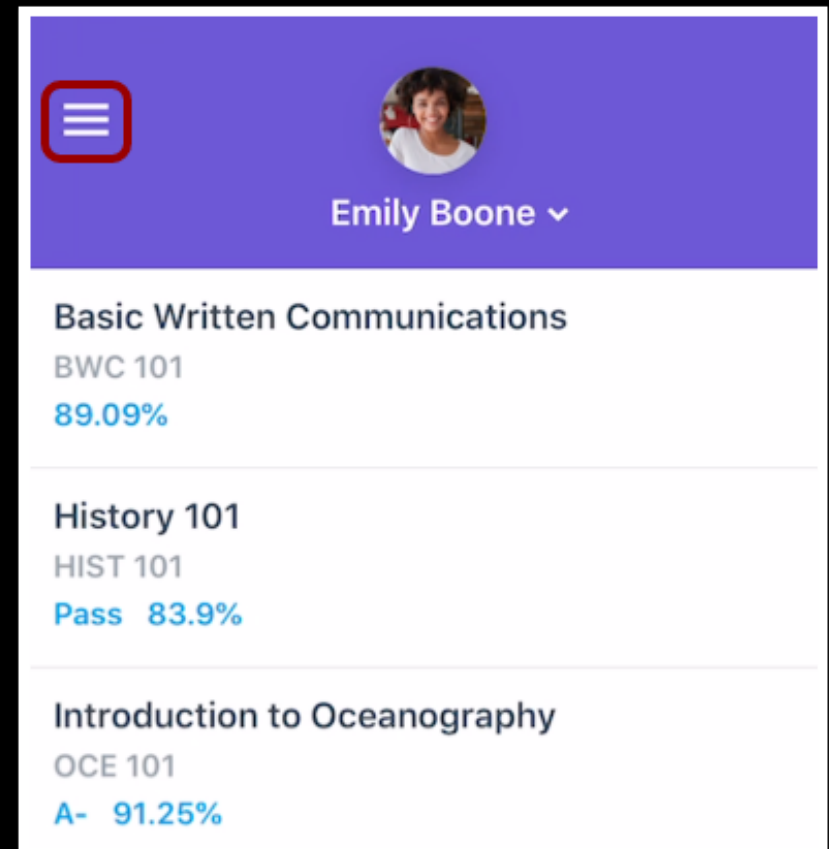 Emily Boone
Basic Written Communications
BWC 101
89.09%
History 101
HIST 101
Pass 83.9%
Introduction to Oceanography
OCE 101
A- 91.25%